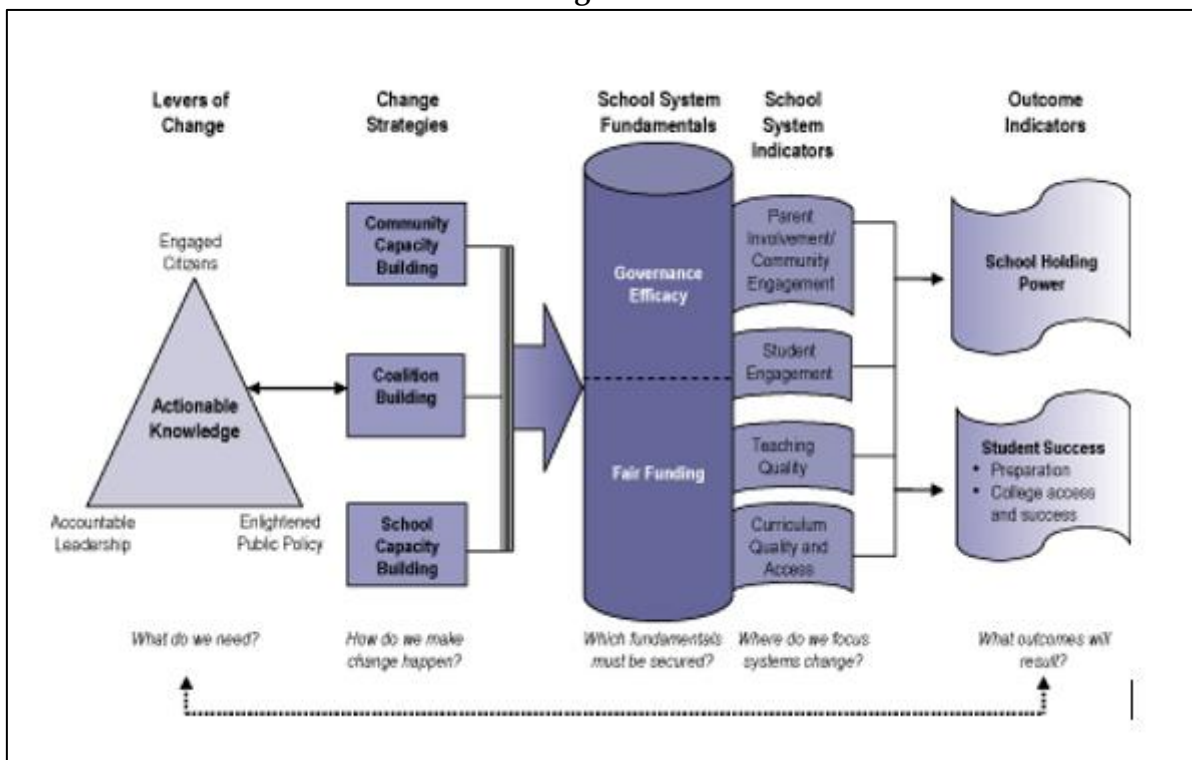 Levers of
Change
Change
Strategies
School System
Fundamentals
School
System
Indicators
Outcome
Indicators
Engaged
Citizens
Actionable
Knowledge
Accountable
Leadership
Enlightened
Public Policy
Community
Capacity
Building
Coalition
Building
School
Capacity
Building
Governance
Efficacy
Fair Funding
Parent
Involvement/
Community
Engagement
Student
Engagement
Teaching
Quality
Curriculum
Quality and
Access
School Holding
Power
Student Success
• Preparation
• College access
and success
What do we need?
How do we make
change happen?
Which fundamentals
must be secured?
Where do we focus
systems change?
What outcomes will
result?